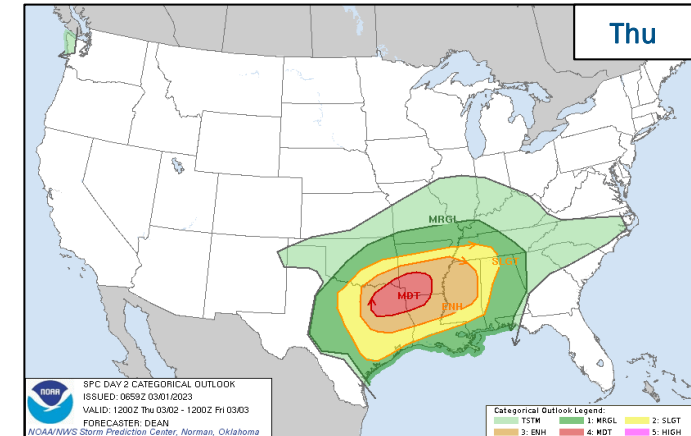 Thu
MRGL
SLGT
MDT
ENH
NOAA
SPC DAY 2 CATEGORICAL OUTLOOK
ISSUED: 0659Z 03/01/2023
VALID: 1200Z Thu 03/02 - 1200Z Fri 03/03
FORECASTER: DEAN
NOAA/NWS Storm Prediction Center, Norman, Oklahoma
Categorical Outlook Legend:
TSTM 1: MRGL 2: SLGT
3: ENH 4: MDT 5: HIGH